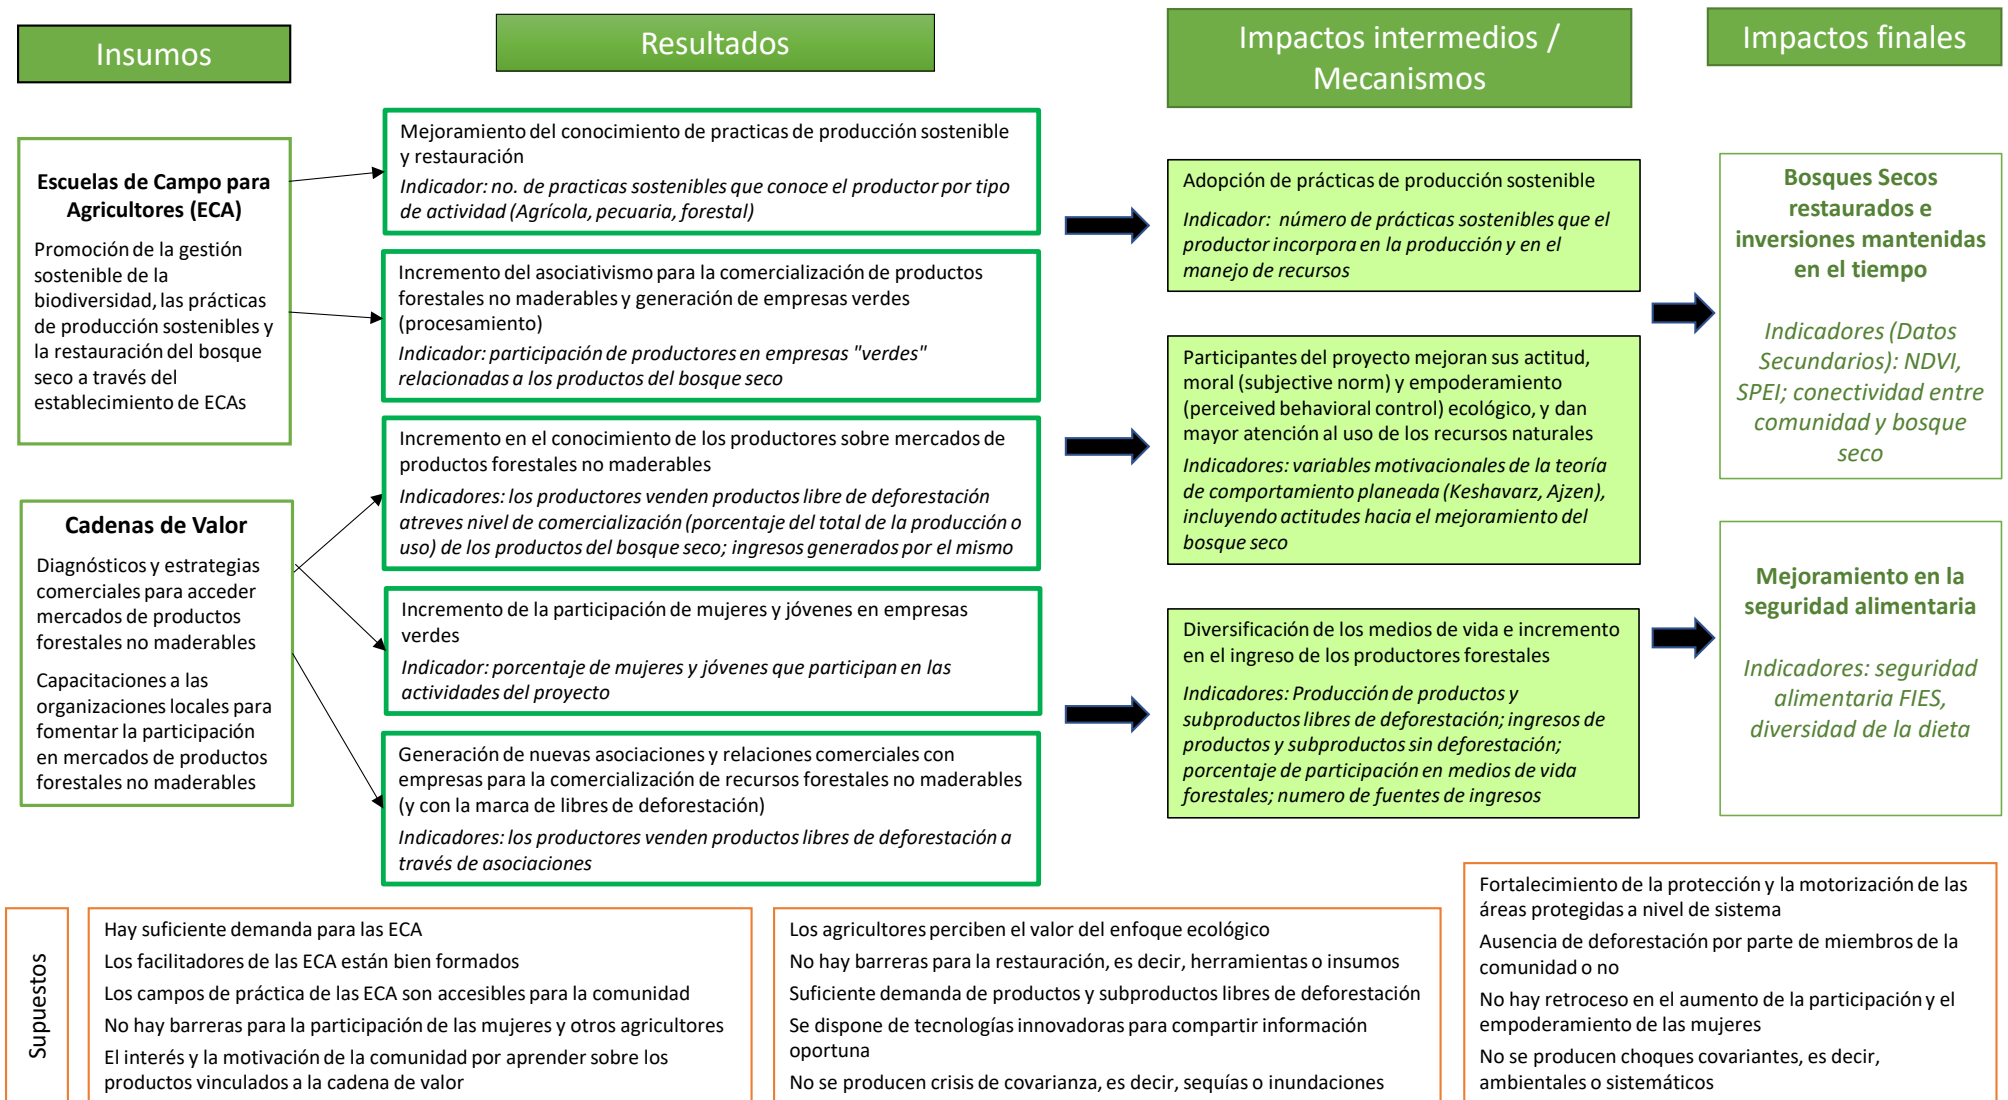 Insumos
Resultados
Impactos intermedios /
Mecanismos
Impactos finales
Escuelas de Campo para
Agricultores (ECA)
Promoción de la gestión
sostenible de la
biodiversidad, las prácticas
de producción sostenibles y
la restauración del bosque
seco a través del
establecimiento de ECAs
Cadenas de Valor
Diagnósticos y estrategias
comerciales para acceder
mercados de productos
forestales no maderables
Capacitaciones a las
organizaciones locales para
fomentar la participación
en mercados de productos
forestales no maderables
Mejoramiento del conocimiento de practicas de producción sostenible
y restauración
Indicador: no. de practicas sostenibles que conoce el productor por tipo
de actividad (Agrícola, pecuaria, forestal)
Incremento del asociativismo para la comercialización de productos
forestales no maderables y generación de empresas verdes
(procesamiento)
Indicador: participación de productores en empresas "verdes"
relacionadas a los productos del bosque seco
Incremento en el conocimiento de los productores sobre mercados de
productos forestales no maderables
Indicadores: los productores venden productos libre de deforestación
atreves nivel de comercialización (porcentaje del total de la producción o
uso) de los productos del bosque seco; ingresos generados por el mismo
Incremento de la participación de mujeres y jóvenes en empresas
verdes
Indicador: porcentaje de mujeres y jóvenes que participan en las
actividades del proyecto
Generación de nuevas asociaciones y relaciones comerciales con
empresas para la comercialización de recursos forestales no maderables
(y con la marca de libres de deforestación)
Indicadores: los productores venden productos libres de deforestación a
través de asociaciones
Adopción de prácticas de producción sostenible
Indicador: número de prácticas sostenibles que el
productor incorpora en la producción y en el
manejo de recursos
Participantes del proyecto mejoran sus actitud,
moral (subjective norm) y empoderamiento
(perceived behavioral control) ecológico, y dan
mayor atención al uso de los recursos naturales
Indicadores: variables motivacionales de la teoría
de comportamiento planeada (Keshavarz, Ajzen),
incluyendo actitudes hacia el mejoramiento del
bosque seco
Diversificación de los medios de vida e incremento
en el ingreso de los productores forestales
Indicadores: Producción de productos y
subproductos libres de deforestación; ingresos de
productos y subproductos sin deforestación;
porcentaje de participación en medios de vida
forestales; numero de fuentes de ingresos
Bosques Secos
restaurados e
inversiones mantenidas
en el tiempo
Indicadores (Datos
Secundarios): NDVI,
SPEI; conectividad entre
comunidad y bosque
seco
Mejoramiento en la
seguridad alimentaria
Indicadores: seguridad
alimentaria FIES,
diversidad de la dieta
Supuestos
Hay suficiente demanda para las ECA
Los facilitadores de las ECA están bien formados
Los campos de práctica de las ECA son accesibles para la comunidad
No hay barreras para la participación de las mujeres y otros agricultores
El interés y la motivación de la comunidad por aprender sobre los
productos vinculados a la cadena de valor
Los agricultores perciben el valor del enfoque ecológico
No hay barreras para la restauración, es decir, herramientas o insumos
Suficiente demanda de productos y subproductos libres de deforestación
Se dispone de tecnologías innovadoras para compartir información
oportuna
No se producen crisis de covarianza, es decir, sequías o inundaciones
Fortalecimiento de la protección y la motorización de las
áreas protegidas a nivel de sistema
Ausencia de deforestación por parte de miembros de la
comunidad o no
No hay retroceso en el aumento de la participación y el
empoderamiento de las mujeres
No se producen choques covariantes, es decir,
ambientales o sistemáticos